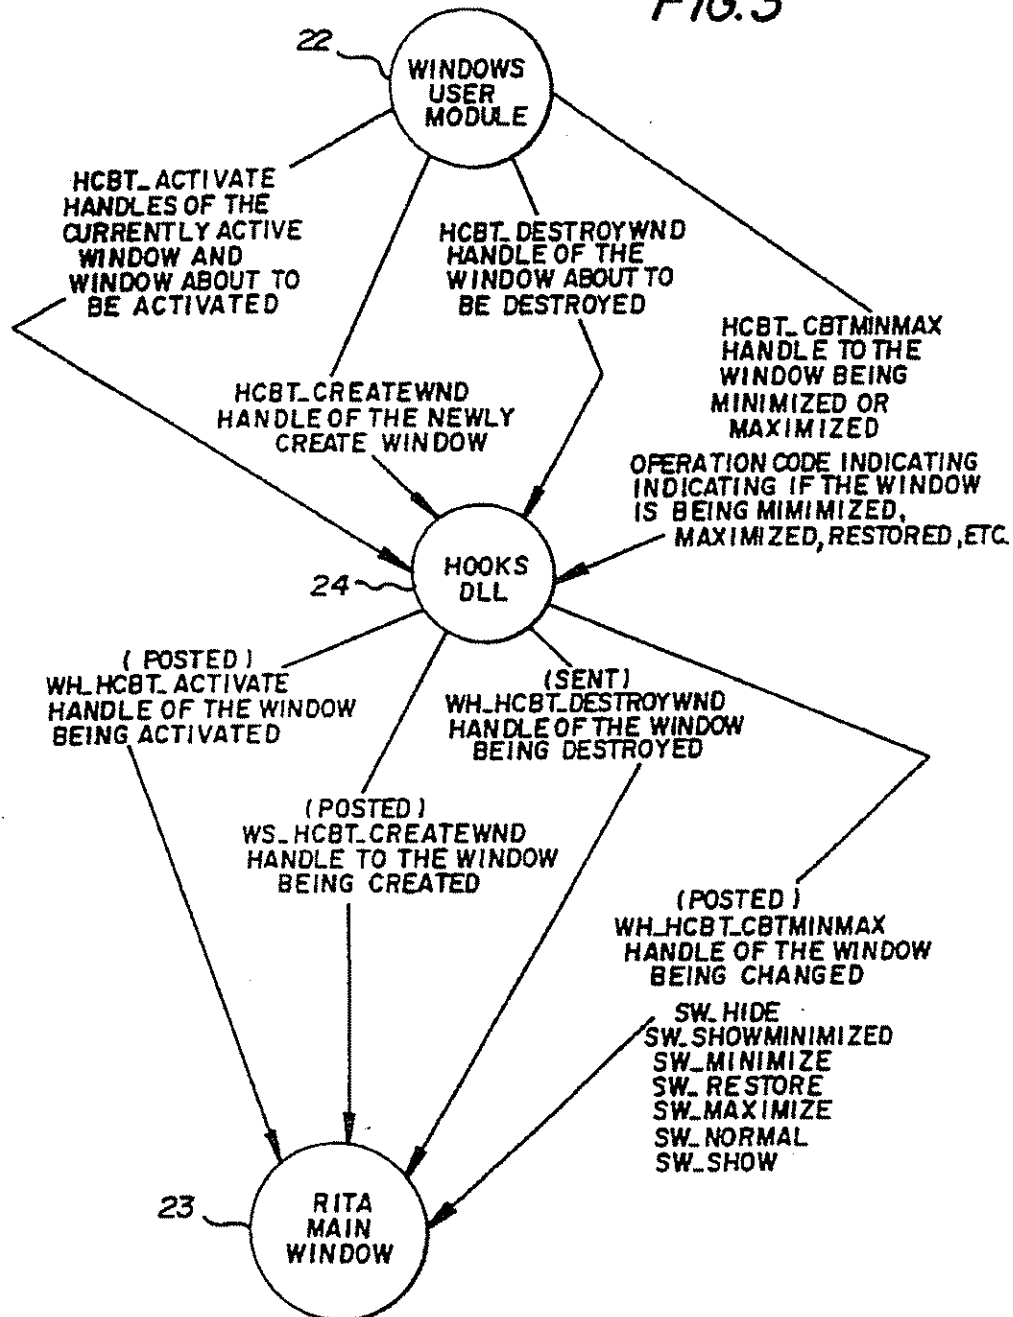 FIG. 3
22
WINDOWS
USER
MODULE
HCBT_ACTIVATE
HANDLES OF THE
CURRENTLY ACTIVE
WINDOW AND
WINDOW ABOUT TO
BE ACTIVATED
HCBT_DESTROYWND
HANDLE OF THE
WINDOW ABOUT TO
BE DESTROYED
HCBT_CBTMINMAX
HANDLE TO THE
WINDOW BEING
MINIMIZED OR
MAXIMIZED
HCBT_CREATEWND
HANDLE OF THE NEWLY
CREATE WINDOW
OPERATION CODE INDICATING
INDICATING IF THE WINDOW
IS BEING MIMIMIZED,
MAXIMIZED, RESTORED, ETC.
24
HOOKS
DLL
(POSTED)
WH_HCBT_ACTIVATE
HANDLE OF THE WINDOW
BEING ACTIVATED
(SENT)
WH_HCBT_DESTROYWND
HANDLE OF THE WINDOW
BEING DESTROYED
(POSTED)
WS_HCBT_CREATEWND
HANDLE TO THE WINDOW
BEING CREATED
(POSTED)
WH_HCBT_CBTMINMAX
HANDLE OF THE WINDOW
BEING CHANGED
SW_HIDE
SW_SHOWMINIMIZED
SW_MINIMIZE
SW_RESTORE
SW_MAXIMIZE
SW_NORMAL
SW_SHOW
23
RITA
MAIN
WINDOW